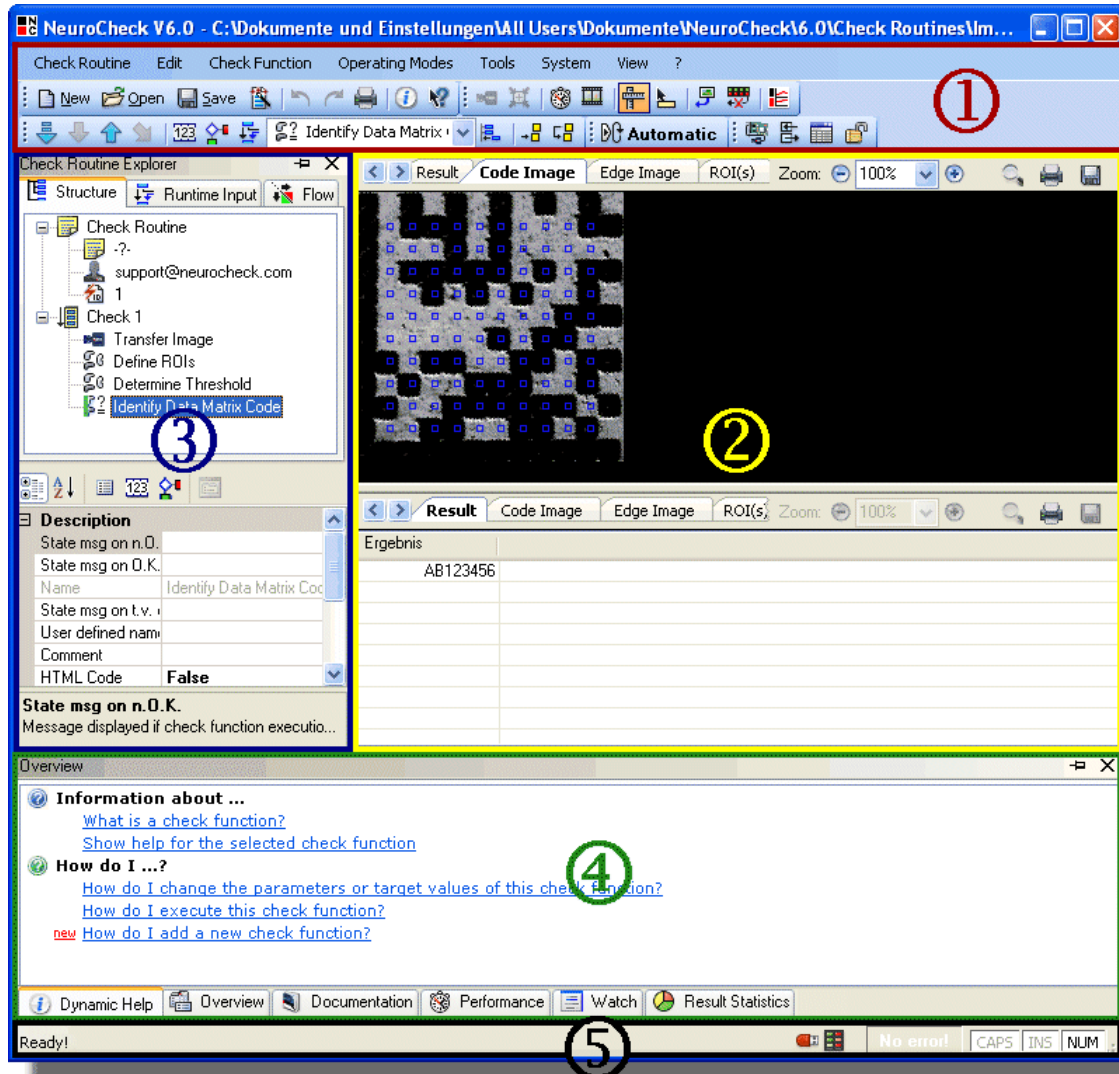 NeuroCheck V6.0 - C:\Dokumente und Einstellungen\All Users\Dokumente\NeuroCheck\6.0\Check Routines\Im...
Check Routine Edit Check Function Operating Modes Tools System View ?
New Open Save
123 Identify Data Matrix Automatic
1
Check Routine Explorer
Structure Runtime Input Flow
Check Routine
-?-
support@neurocheck.com
1
Check 1
Transfer Image
Define ROIs
Determine Threshold
Identify Data Matrix Code
3
123
Description
State msg on n.O.
State msg on O.K.
Name Identify Data Matrix Coc
State msg on t.v.
User defined nam
Comment
HTML Code False
State msg on n.O.K.
Message displayed if check function executio...
Result Code Image Edge Image ROI(s) Zoom: 100%
2
Result Code Image Edge Image ROI(s) Zoom: 100%
Ergebnis
AB123456
Overview
Information about ...
What is a check function?
Show help for the selected check function
How do I ...?
How do I change the parameters or target values of this check function?
How do I execute this check function?
new How do I add a new check function?
4
Dynamic Help Overview Documentation Performance Watch Result Statistics
5
Ready! No error! CAPS INS NUM